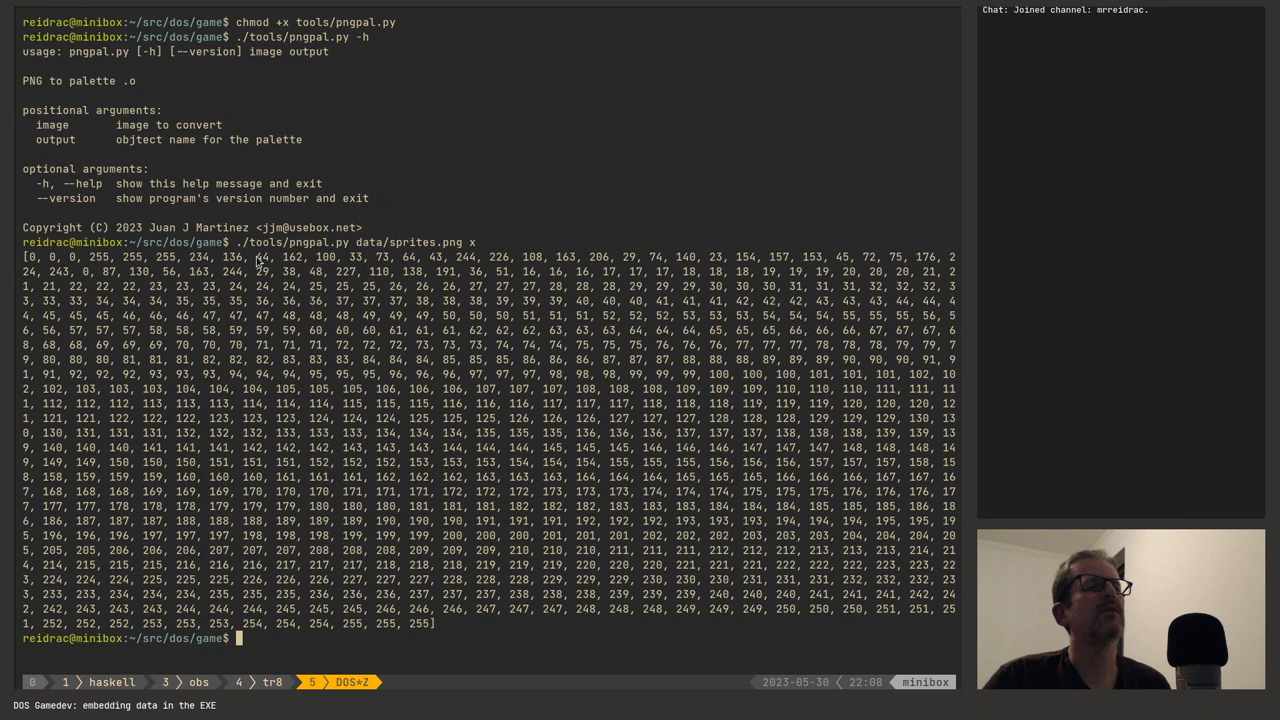 reidrac@minibox:~/src/dos/game$ chmod +x tools/pngpal.py
reidrac@minibox:~/src/dos/game$ ./tools/pngpal.py -h
usage: pngpal.py [-h] [--version] image output
PNG to palette .o
positional arguments:
image image to convert
output objtect name for the palette
optional arguments:
-h, --help show this help message and exit
--version show program's version number and exit
Copyright (C) 2023 Juan J Martinez <jjm@usebox.net>
reidrac@minibox:~/src/dos/game$ ./tools/pngpal.py data/sprites.png x
[0, 0, 0, 255, 255, 255, 234, 136, 44, 162, 100, 33, 73, 64, 43, 244, 226, 108, 163, 206, 29, 74, 140, 23, 154, 157, 153, 45, 72, 75, 176, 2
24, 243, 0, 87, 130, 56, 163, 244, 29, 38, 48, 227, 110, 138, 191, 36, 51, 16, 16, 16, 17, 17, 17, 18, 18, 18, 19, 19, 19, 20, 20, 20, 21, 2
1, 21, 22, 22, 22, 23, 23, 23, 24, 24, 24, 25, 25, 25, 26, 26, 26, 27, 27, 27, 28, 28, 28, 29, 29, 29, 30, 30, 30, 31, 31, 31, 32, 32, 32, 3
3, 33, 33, 34, 34, 34, 35, 35, 35, 36, 36, 36, 37, 37, 37, 38, 38, 38, 39, 39, 39, 40, 40, 40, 41, 41, 41, 42, 42, 42, 43, 43, 43, 44, 44, 4
4, 45, 45, 45, 46, 46, 46, 47, 47, 47, 48, 48, 48, 49, 49, 49, 50, 50, 50, 51, 51, 51, 52, 52, 52, 53, 53, 53, 54, 54, 54, 55, 55, 55, 56, 5
6, 56, 57, 57, 57, 58, 58, 58, 59, 59, 59, 60, 60, 60, 61, 61, 61, 62, 62, 62, 63, 63, 63, 64, 64, 64, 65, 65, 65, 66, 66, 66, 67, 67, 67, 6
8, 68, 68, 69, 69, 69, 70, 70, 70, 71, 71, 71, 72, 72, 72, 73, 73, 73, 74, 74, 74, 75, 75, 75, 76, 76, 76, 77, 77, 77, 78, 78, 78, 79, 79, 7
9, 80, 80, 80, 81, 81, 81, 82, 82, 82, 83, 83, 83, 84, 84, 84, 85, 85, 85, 86, 86, 86, 87, 87, 87, 88, 88, 88, 89, 89, 89, 90, 90, 90, 91, 9
1, 91, 92, 92, 92, 93, 93, 93, 94, 94, 94, 95, 95, 95, 96, 96, 96, 97, 97, 97, 98, 98, 98, 99, 99, 99, 100, 100, 100, 101, 101, 101, 102, 10
2, 102, 103, 103, 103, 104, 104, 104, 105, 105, 105, 106, 106, 106, 107, 107, 107, 108, 108, 108, 109, 109, 109, 110, 110, 110, 111, 111, 11
1, 112, 112, 112, 113, 113, 113, 114, 114, 114, 115, 115, 115, 116, 116, 116, 117, 117, 117, 118, 118, 118, 119, 119, 119, 120, 120, 120, 12
1, 121, 121, 122, 122, 122, 123, 123, 123, 124, 124, 124, 125, 125, 125, 126, 126, 126, 127, 127, 127, 128, 128, 128, 129, 129, 129, 130, 13
0, 130, 131, 131, 131, 132, 132, 132, 133, 133, 133, 134, 134, 134, 135, 135, 135, 136, 136, 136, 137, 137, 137, 138, 138, 138, 139, 139, 13
9, 140, 140, 140, 141, 141, 141, 142, 142, 142, 143, 143, 143, 144, 144, 144, 145, 145, 145, 146, 146, 146, 147, 147, 147, 148, 148, 148, 14
9, 149, 149, 150, 150, 150, 151, 151, 151, 152, 152, 152, 153, 153, 153, 154, 154, 154, 155, 155, 155, 156, 156, 156, 157, 157, 157, 158, 15
8, 158, 159, 159, 159, 160, 160, 160, 161, 161, 161, 162, 162, 162, 163, 163, 163, 164, 164, 164, 165, 165, 165, 166, 166, 166, 167, 167, 16
7, 168, 168, 168, 169, 169, 169, 170, 170, 170, 171, 171, 171, 172, 172, 172, 173, 173, 173, 174, 174, 174, 175, 175, 175, 176, 176, 176, 17
7, 177, 177, 178, 178, 178, 179, 179, 179, 180, 180, 180, 181, 181, 181, 182, 182, 182, 183, 183, 183, 184, 184, 184, 185, 185, 185, 186, 18
6, 186, 187, 187, 187, 188, 188, 188, 189, 189, 189, 190, 190, 190, 191, 191, 191, 192, 192, 192, 193, 193, 193, 194, 194, 194, 195, 195, 19
5, 196, 196, 196, 197, 197, 197, 198, 198, 198, 199, 199, 199, 200, 200, 200, 201, 201, 201, 202, 202, 202, 203, 203, 203, 204, 204, 204, 20
5, 205, 205, 206, 206, 206, 207, 207, 207, 208, 208, 208, 209, 209, 209, 210, 210, 210, 211, 211, 211, 212, 212, 212, 213, 213, 213, 214, 21
4, 214, 215, 215, 215, 216, 216, 216, 217, 217, 217, 218, 218, 218, 219, 219, 219, 220, 220, 220, 221, 221, 221, 222, 222, 222, 223, 223, 22
3, 224, 224, 224, 225, 225, 225, 226, 226, 226, 227, 227, 227, 228, 228, 228, 229, 229, 229, 230, 230, 230, 231, 231, 231, 232, 232, 232, 23
3, 233, 233, 234, 234, 234, 235, 235, 235, 236, 236, 236, 237, 237, 237, 238, 238, 238, 239, 239, 239, 240, 240, 240, 241, 241, 241, 242, 24
2, 242, 243, 243, 243, 244, 244, 244, 245, 245, 245, 246, 246, 246, 247, 247, 247, 248, 248, 248, 249, 249, 249, 250, 250, 250, 251, 251, 25
1, 252, 252, 252, 253, 253, 253, 254, 254, 254, 255, 255, 255]
reidrac@minibox:~/src/dos/game$
0 1 haskell 3 obs 4 tr8 5 DOS*Z 2023-05-30 22:08 minibox
DOS Gamedev: embedding data in the EXE
Chat: Joined channel: mrreidrac.